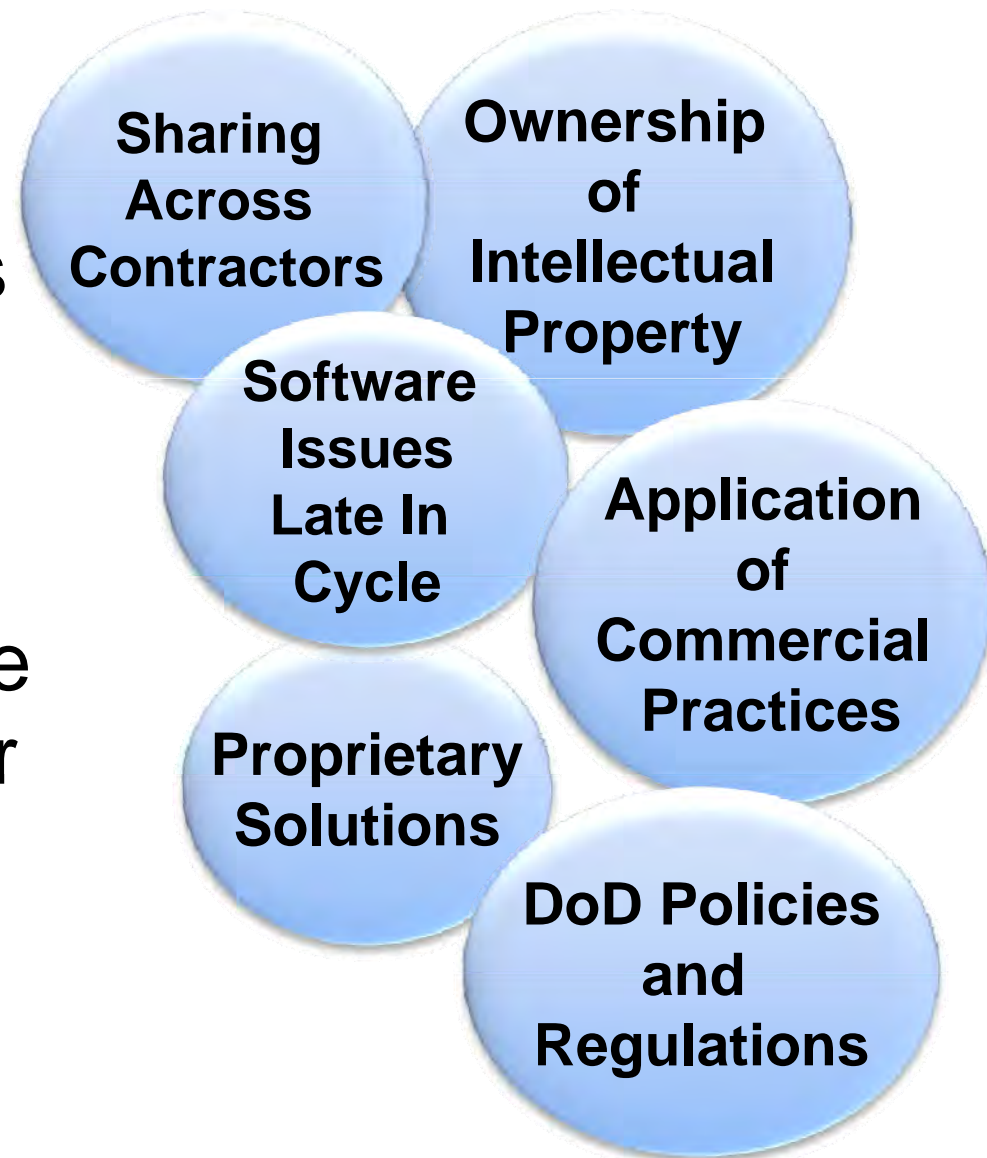 Sharing
Across
Contractors
Ownership
of
Intellectual
Property
Software
Issues
Late In
Cycle
Application
of
Commercial
Practices
Proprietary
Solutions
DoD Policies
and
Regulations